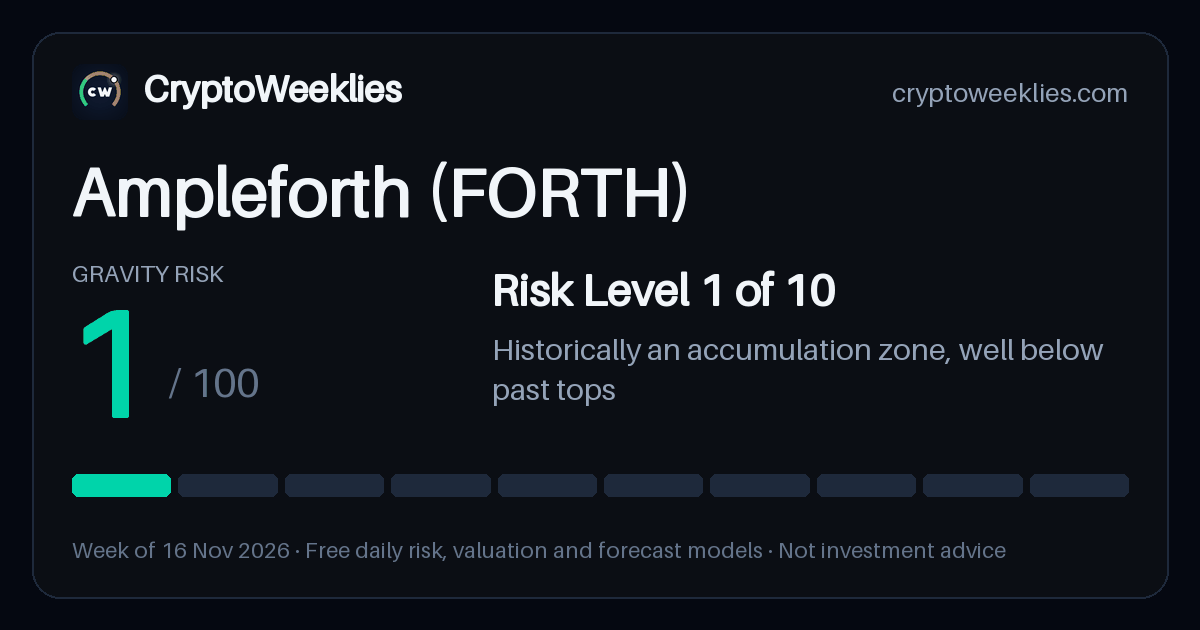 CW
CryptoWeeklies
cryptoweeklies.com
Ampleforth (FORTH)
GRAVITY RISK
1 / 100
Risk Level 1 of 10
Historically an accumulation zone, well below
past tops
Week of 16 Nov 2026 · Free daily risk, valuation and forecast models · Not investment advice